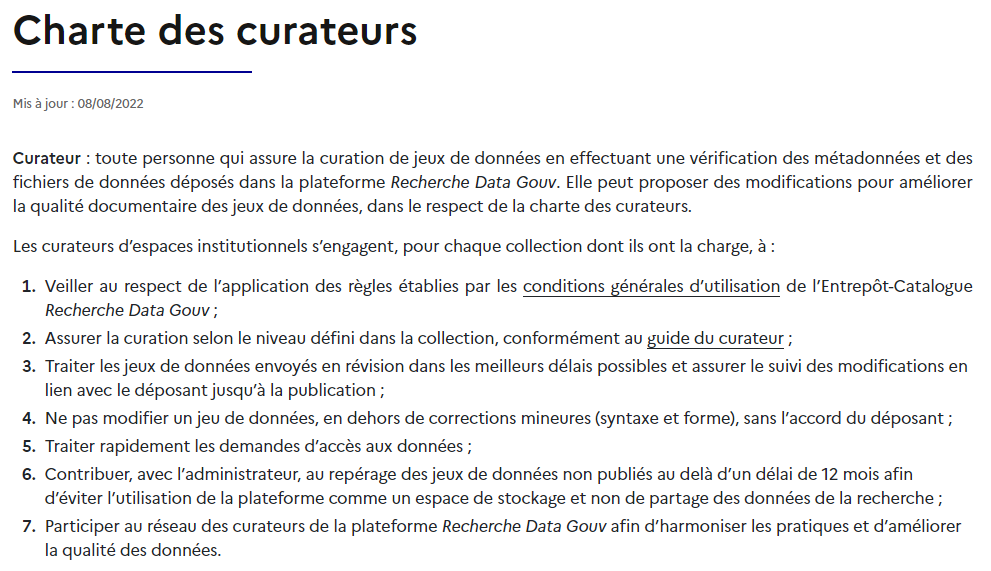 Charte des curateurs
Mis à jour : 08/08/2022
Curateur : toute personne qui assure la curation de jeux de données en effectuant une vérification des métadonnées et des
fichiers de données déposés dans la plateforme Recherche Data Gouv. Elle peut proposer des modifications pour améliorer
la qualité documentaire des jeux de données, dans le respect de la charte des curateurs.
Les curateurs d’espaces institutionnels s’engagent, pour chaque collection dont ils ont la charge, à :
1. Veiller au respect de l’application des règles établies par les conditions générales d’utilisation de l’Entrepôt-Catalogue
Recherche Data Gouv ;
2. Assurer la curation selon le niveau défini dans la collection, conformément au guide du curateur ;
3. Traiter les jeux de données envoyés en révision dans les meilleurs délais possibles et assurer le suivi des modifications en
lien avec le déposant jusqu’à la publication ;
4. Ne pas modifier un jeu de données, en dehors de corrections mineures (syntaxe et forme), sans l’accord du déposant ;
5. Traiter rapidement les demandes d’accès aux données ;
6. Contribuer, avec l’administrateur, au repérage des jeux de données non publiés au delà d’un délai de 12 mois afin
d’éviter l’utilisation de la plateforme comme un espace de stockage et non de partage des données de la recherche ;
7. Participer au réseau des curateurs de la plateforme Recherche Data Gouv afin d’harmoniser les pratiques et d’améliorer
la qualité des données.